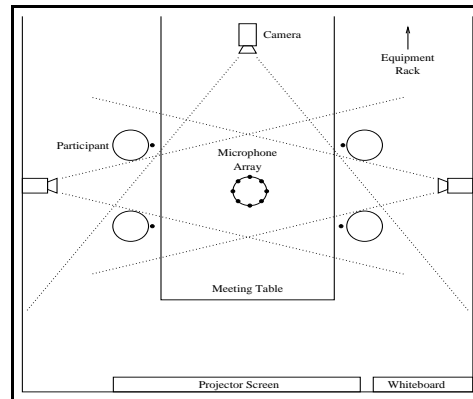 Camera
Equipment
Rack
Participant
Microphone
Array
Meeting Table
Projector Screen
Whiteboard